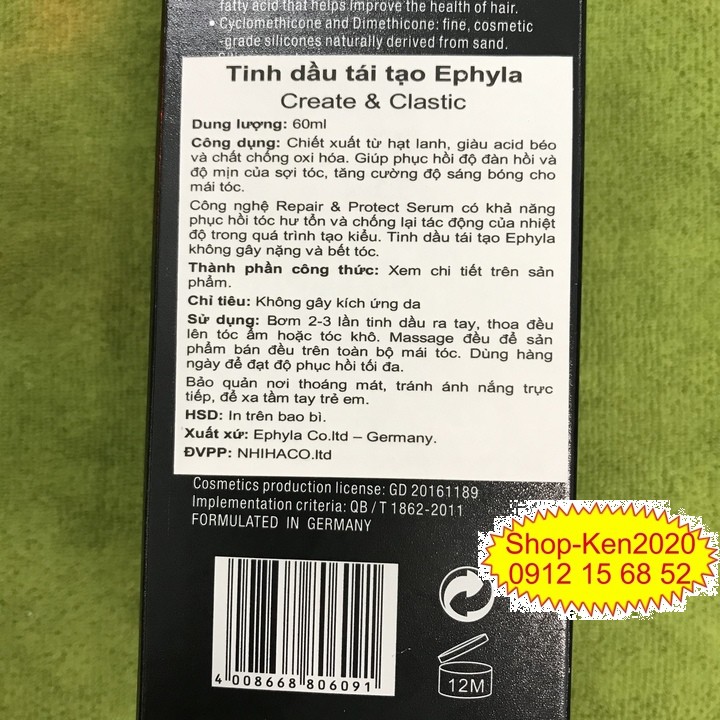 fatty acid that helps improve the health of hair.
• Cyclomethicone and Dimethicone: fine, cosmetic
-grade silicones naturally derived from sand.
Tinh dầu tái tạo Ephyla
Create & Clastic
Dung lượng: 60ml
Công dụng: Chiết xuất từ hạt lanh, giàu acid béo
và chất chống oxi hóa. Giúp phục hồi độ đàn hồi và
độ mịn của sợi tóc, tăng cường độ sáng bóng cho
mái tóc.
Công nghệ Repair & Protect Serum có khả năng
phục hồi tóc hư tổn và chống lại tác động của nhiệt
độ trong quá trình tạo kiểu. Tinh dầu tái tạo Ephyla
không gây nặng và bết tóc.
Thành phần công thức: Xem chi tiết trên sản
phẩm.
Chỉ tiêu: Không gây kích ứng da
Sử dụng: Bơm 2-3 lần tinh dầu ra tay, thoa đều
lên tóc ẩm hoặc tóc khô. Massage đều để sản
phẩm bán đều trên toàn bộ mái tóc. Dùng hàng
ngày để đạt độ phục hồi tối đa.
Bảo quản nơi thoáng mát, tránh ánh nắng trực
tiếp, để xa tầm tay trẻ em.
HSD: In trên bao bì.
Xuất xứ: Ephyla Co.ltd – Germany.
ĐVPP: NHIHACO.ltd
Cosmetics production license: GD 20161189
Implementation criteria: QB / T 1862-2011
FORMULATED IN GERMANY
Shop-Ken2020
0912 15 68 52
4 008668 806091
12M